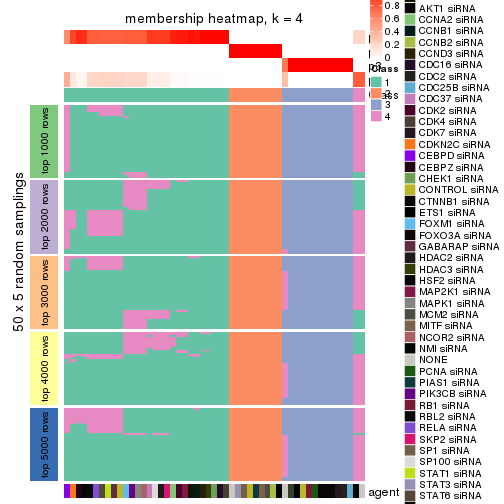 membership heatmap, k = 4
50 x 5 random samplings
top 1000 rows
top 2000 rows
top 3000 rows
top 4000 rows
top 5000 rows
0.8
0.6
0.4
0.2
0
Class
1
2
3
4
Class
agent
AKT1 siRNA
CCNA2 siRNA
CCNB1 siRNA
CCNB2 siRNA
CCND3 siRNA
CDC16 siRNA
CDC2 siRNA
CDC25B siRNA
CDC37 siRNA
CDK2 siRNA
CDK4 siRNA
CDK7 siRNA
CDKN2C siRNA
CEBPD siRNA
CEBPZ siRNA
CHEK1 siRNA
CONTROL siRNA
CTNNB1 siRNA
ETS1 siRNA
FOXM1 siRNA
FOXO3A siRNA
GABARAP siRNA
HDAC2 siRNA
HDAC3 siRNA
HSF2 siRNA
MAP2K1 siRNA
MAPK1 siRNA
MCM2 siRNA
MITF siRNA
NCOR2 siRNA
NMI siRNA
NONE
PCNA siRNA
PIAS1 siRNA
PIK3CB siRNA
RB1 siRNA
RBL2 siRNA
RELA siRNA
SKP2 siRNA
SP1 siRNA
SP100 siRNA
STAT1 siRNA
STAT3 siRNA
STAT6 siRNA